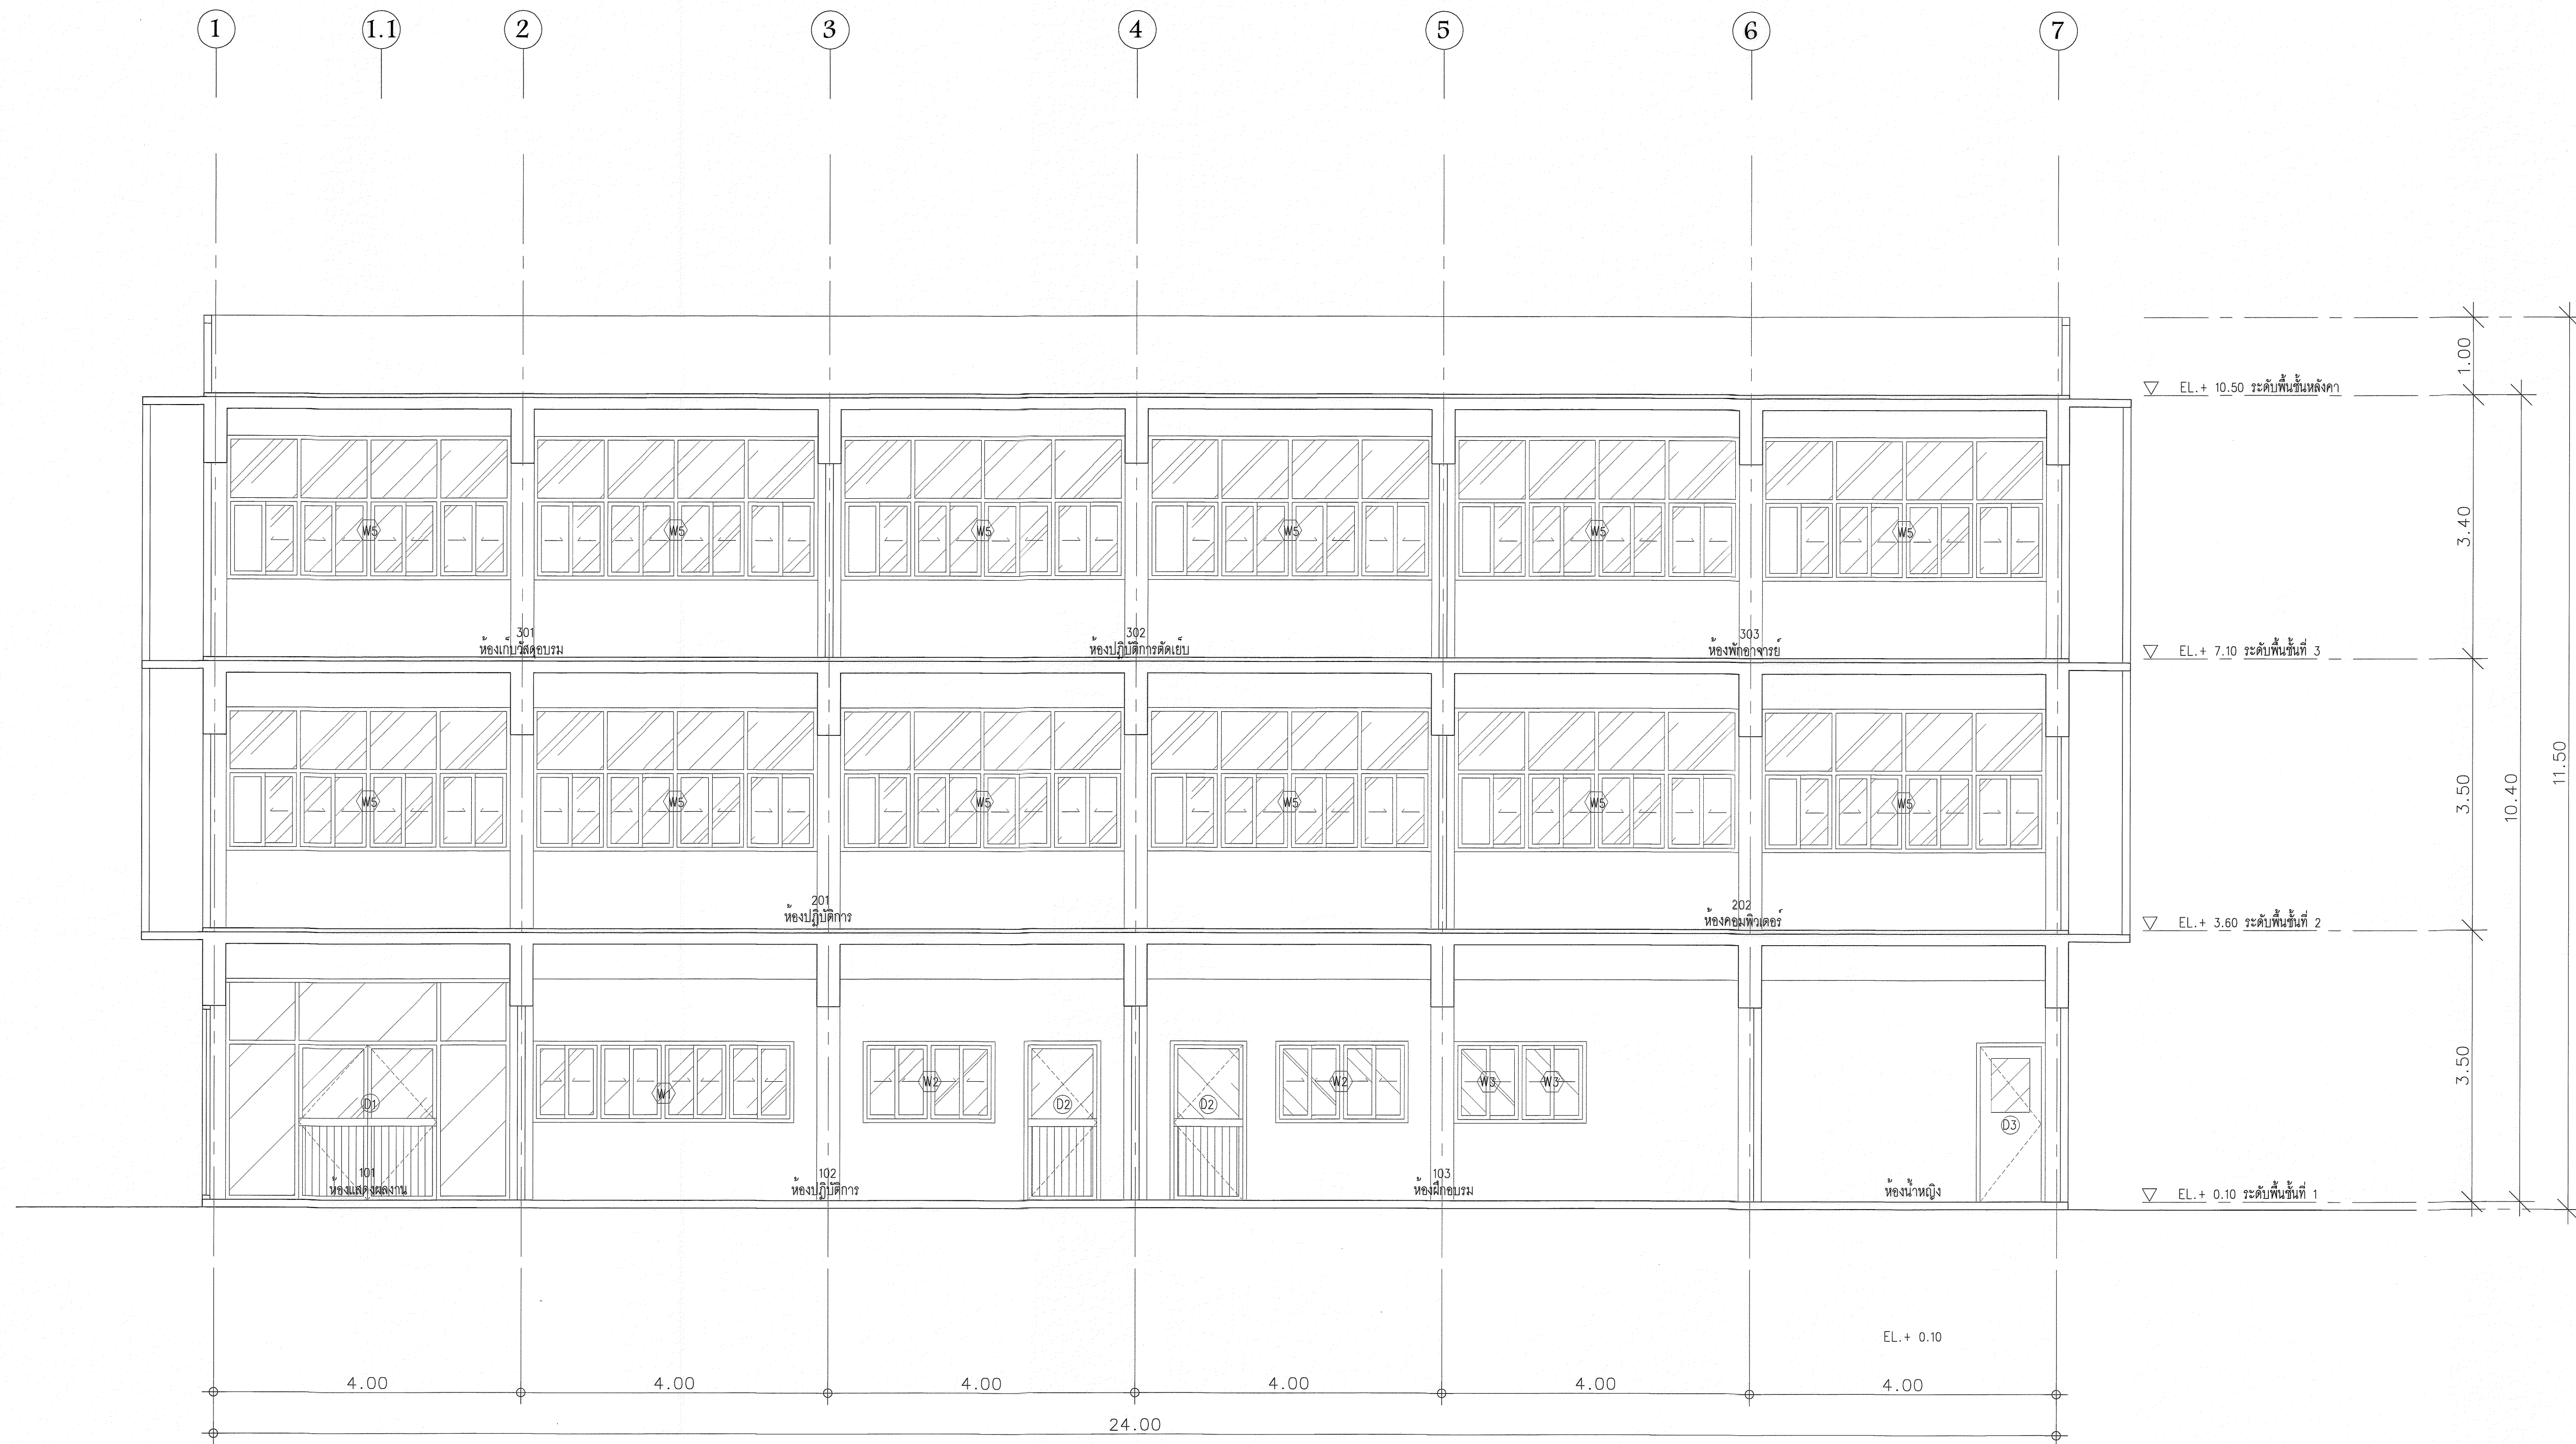 1
1.1
2
3
4
5
6
7
1.00
EL.+ 10.50 ระดับพื้นชั้นหลังคา
3.40
W5
W5
W5
W5
W5
W5
301
ห้องเก็บวัสดุอบรม
302
ห้องปฏิบัติการตัดเย็บ
303
ห้องพักอาจารย์
EL.+ 7.10 ระดับพื้นชั้นที่ 3
3.50
10.40
11.50
W5
W5
W5
W5
W5
W5
201
ห้องปฏิบัติการ
202
ห้องคอมพิวเตอร์
EL.+ 3.60 ระดับพื้นชั้นที่ 2
3.50
D1
W1
W2
D2
D2
W2
W3
W3
D3
101
ห้องแสดงผลงาน
102
ห้องปฏิบัติการ
103
ห้องฝึกอบรม
ห้องน้ำหญิง
EL.+ 0.10 ระดับพื้นชั้นที่ 1
EL.+ 0.10
4.00
4.00
4.00
4.00
4.00
4.00
24.00